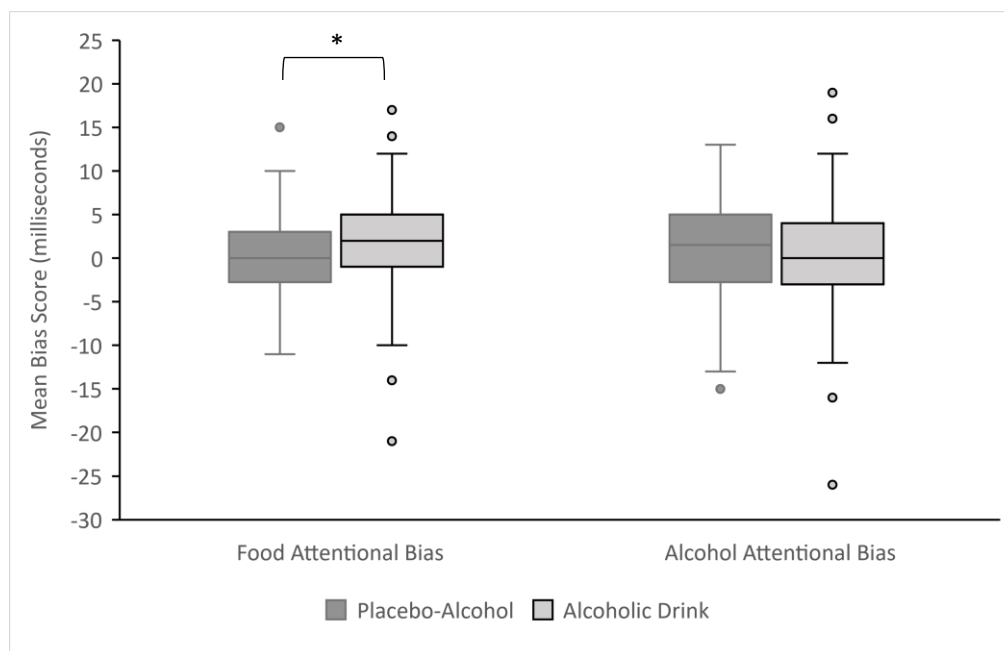 *
25
20
15
10
5
0
-5
-10
-15
-20
-25
-30
Mean Bias Score (milliseconds)
Food Attentional Bias
Alcohol Attentional Bias
Placebo-Alcohol
Alcoholic Drink